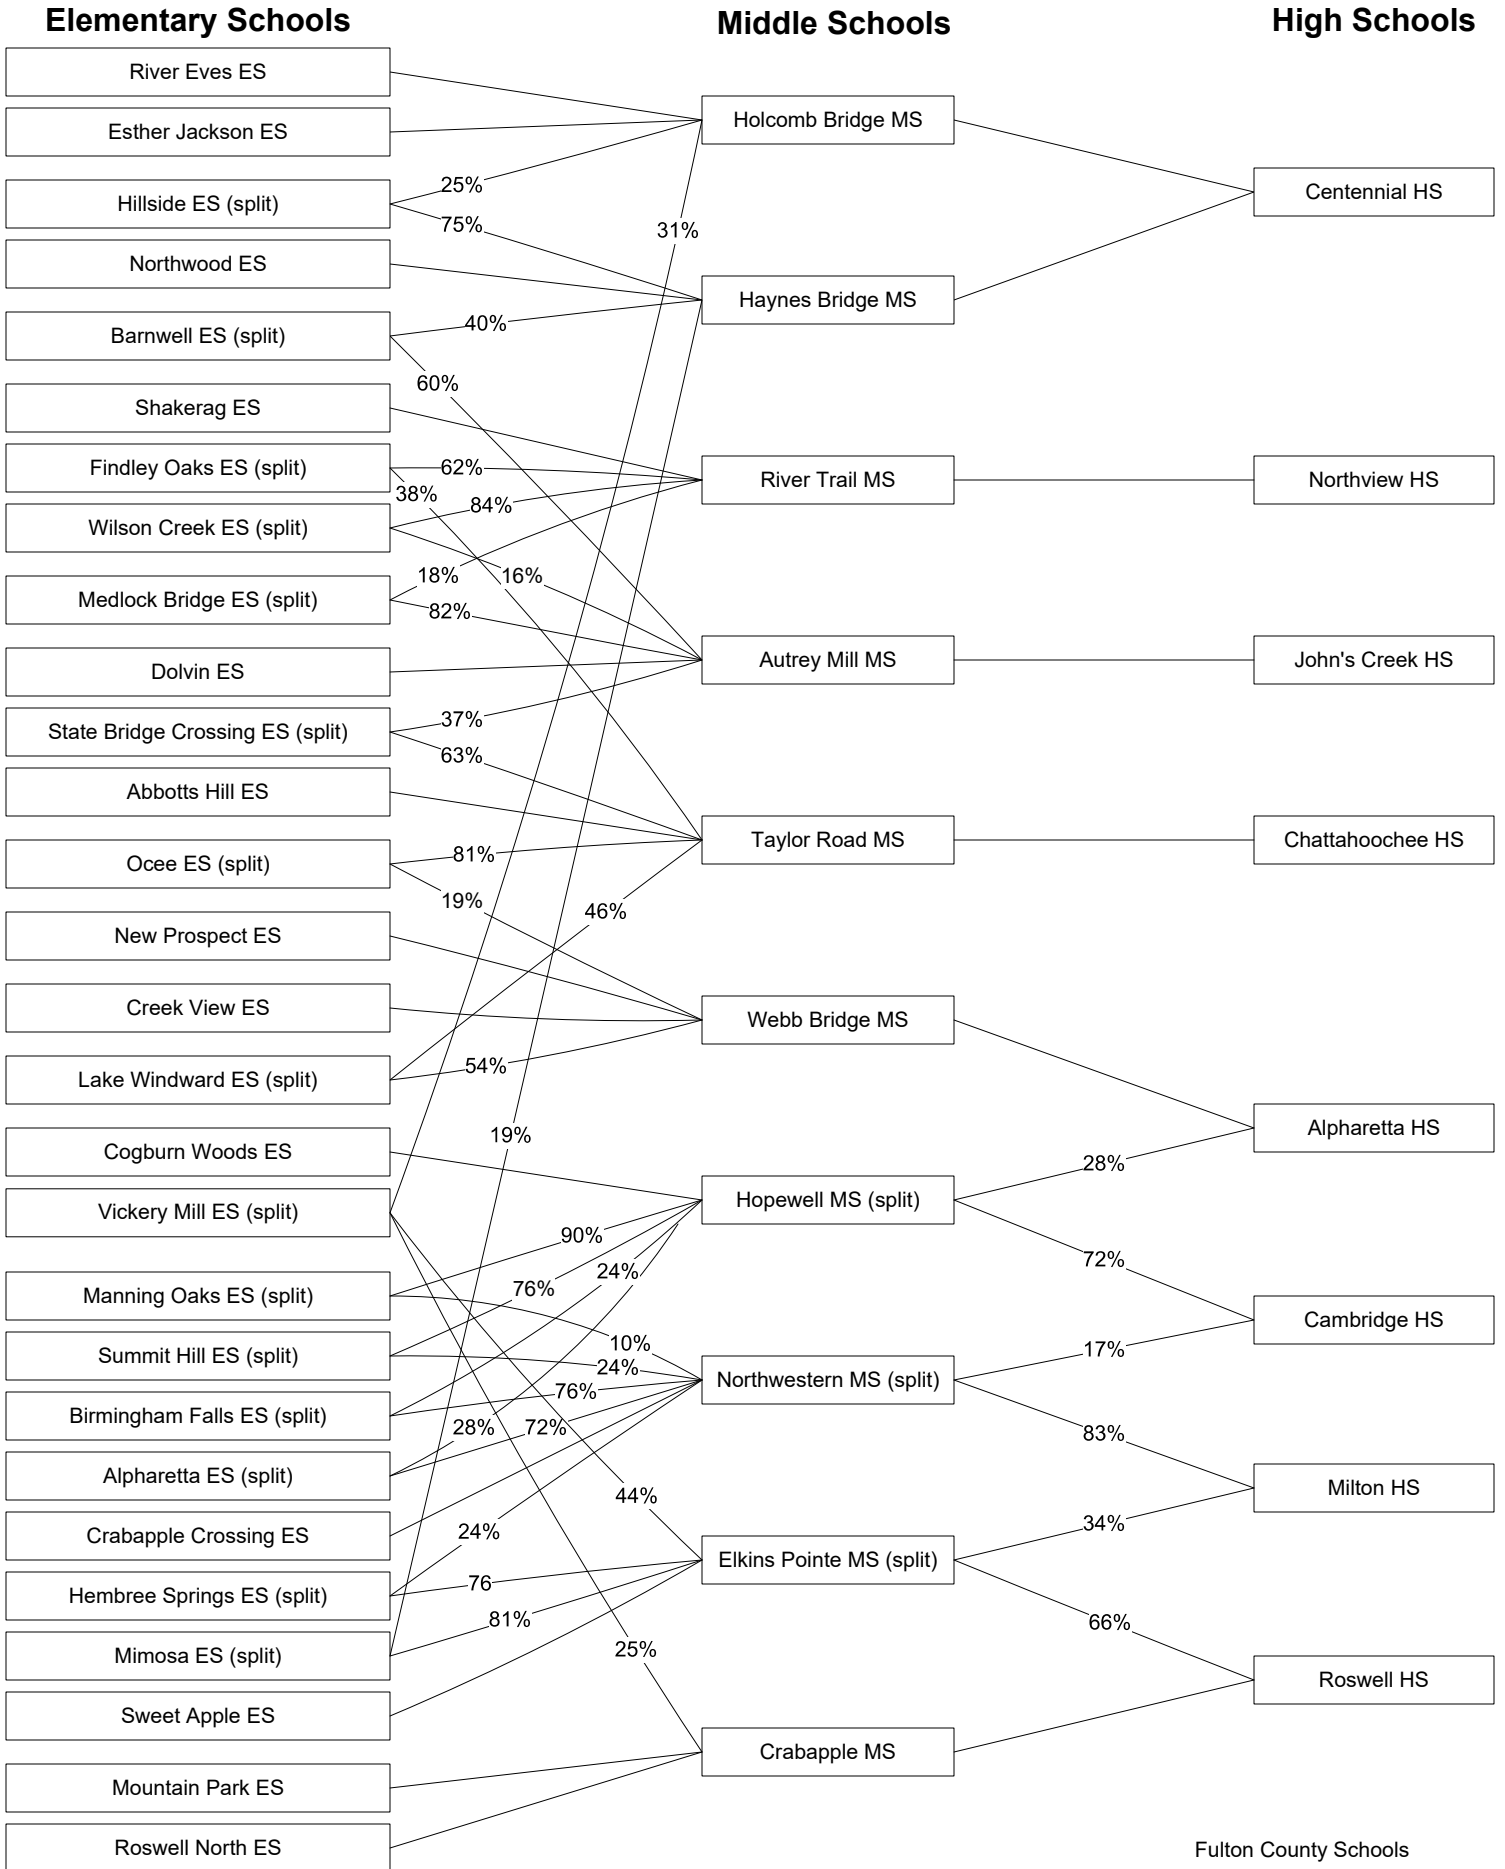 Elementary Schools
Middle Schools
High Schools
River Eves ES
Esther Jackson ES
Hillside ES (split)
Northwood ES
Barnwell ES (split)
Shakerag ES
Findley Oaks ES (split)
Wilson Creek ES (split)
Medlock Bridge ES (split)
Dolvin ES
State Bridge Crossing ES (split)
Abbotts Hill ES
Ocee ES (split)
New Prospect ES
Creek View ES
Lake Windward ES (split)
Cogburn Woods ES
Vickery Mill ES (split)
Manning Oaks ES (split)
Summit Hill ES (split)
Birmingham Falls ES (split)
Alpharetta ES (split)
Crabapple Crossing ES
Hembree Springs ES (split)
Mimosa ES (split)
Sweet Apple ES
Mountain Park ES
Roswell North ES
25%
75%
31%
40%
60%
62%
38%
84%
18%
16%
82%
37%
63%
81%
19%
46%
54%
19%
90%
24%
76%
10%
24%
76%
28%
72%
44%
24%
76
81%
25%
Holcomb Bridge MS
Haynes Bridge MS
River Trail MS
Autrey Mill MS
Taylor Road MS
Webb Bridge MS
Hopewell MS (split)
Northwestern MS (split)
Elkins Pointe MS (split)
Crabapple MS
28%
72%
17%
83%
34%
66%
Centennial HS
Northview HS
John's Creek HS
Chattahoochee HS
Alpharetta HS
Cambridge HS
Milton HS
Roswell HS
Fulton County Schools